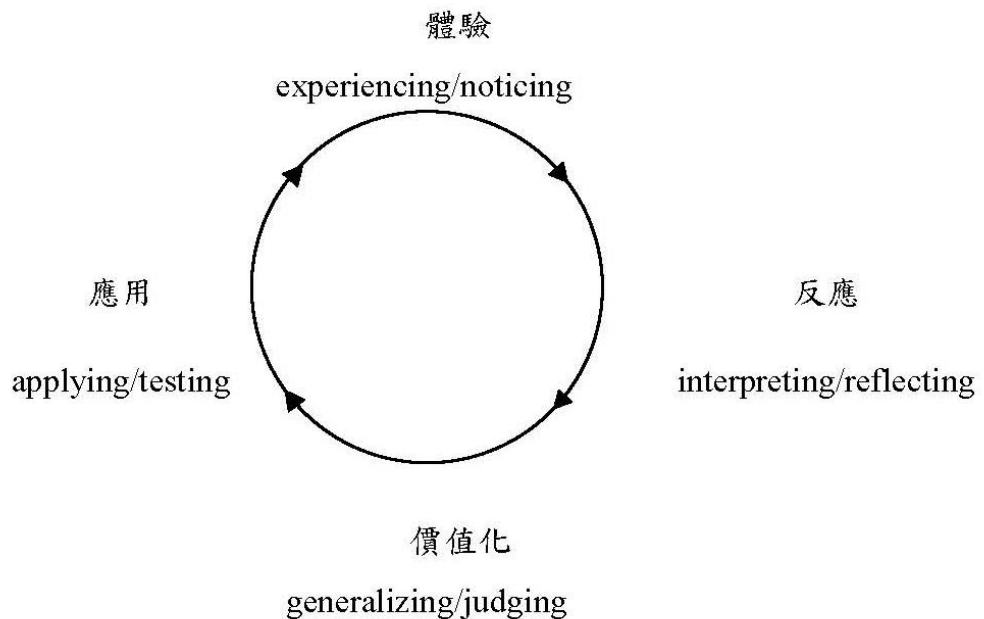 體驗
experiencing/noticing
應用
反應
applying/testing
interpreting/reflecting
價值化
generalizing/judging